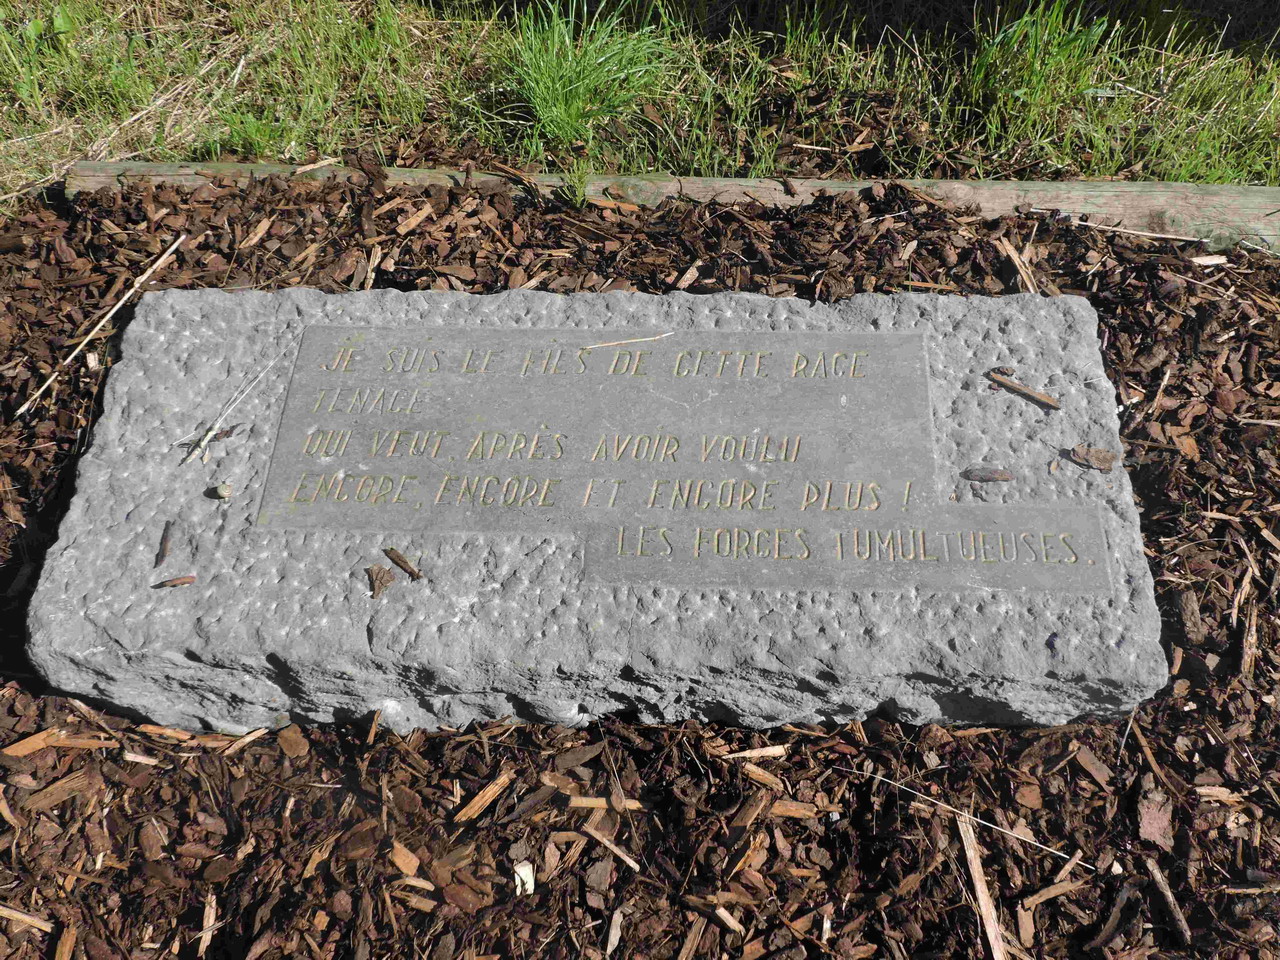 JE SUIS LE FILS DE CETTE RACE
TENACE
QUI VEUT, APRÈS AVOIR VOULU
ENCORE, ENCORE ET ENCORE PLUS !
LES FORCES TUMULTUEUSES.